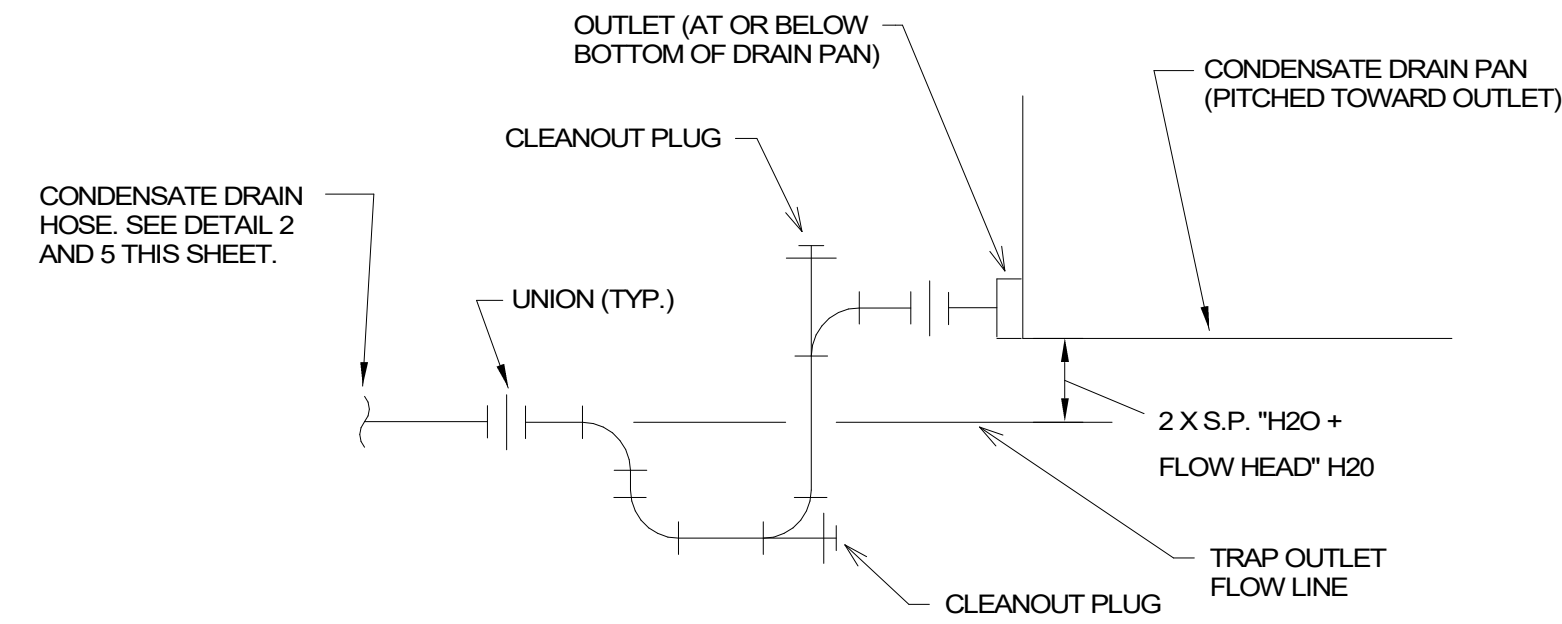 OUTLET (AT OR BELOW
BOTTOM OF DRAIN PAN)
CONDENSATE DRAIN PAN
(PITCHED TOWARD OUTLET)
CLEANOUT PLUG
CONDENSATE DRAIN
HOSE. SEE DETAIL 2
AND 5 THIS SHEET.
UNION (TYP.)
2 X S.P. "H2O +
FLOW HEAD" H20
TRAP OUTLET
FLOW LINE
CLEANOUT PLUG